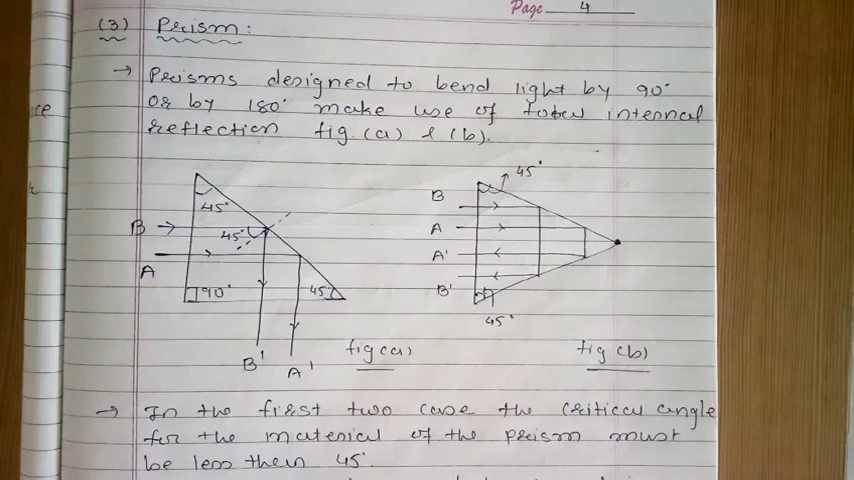 Page 4
(3) Prism:
→ Prisms designed to bend light by 90°
or by 180° make use of total internal
reflection fig. (a) & (b).
45°
B
A
45°
90°
45°
B'
A'
fig (a)
45°
B
A
A'
B'
45°
fig (b)
→ In the first two case the critical angle
for the material of the prism must
be less then 45°.